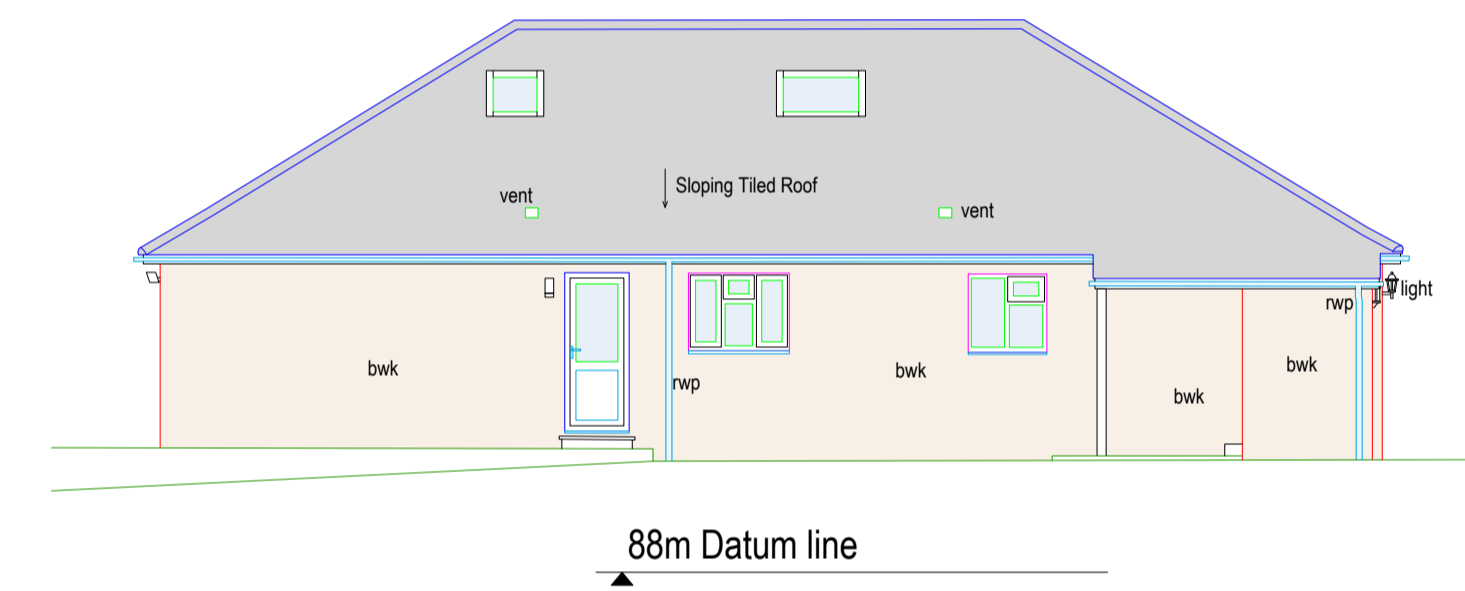 vent
Sloping Tiled Roof
vent
light
rwp
bwk
rwp
bwk
bwk
bwk
88m Datum line